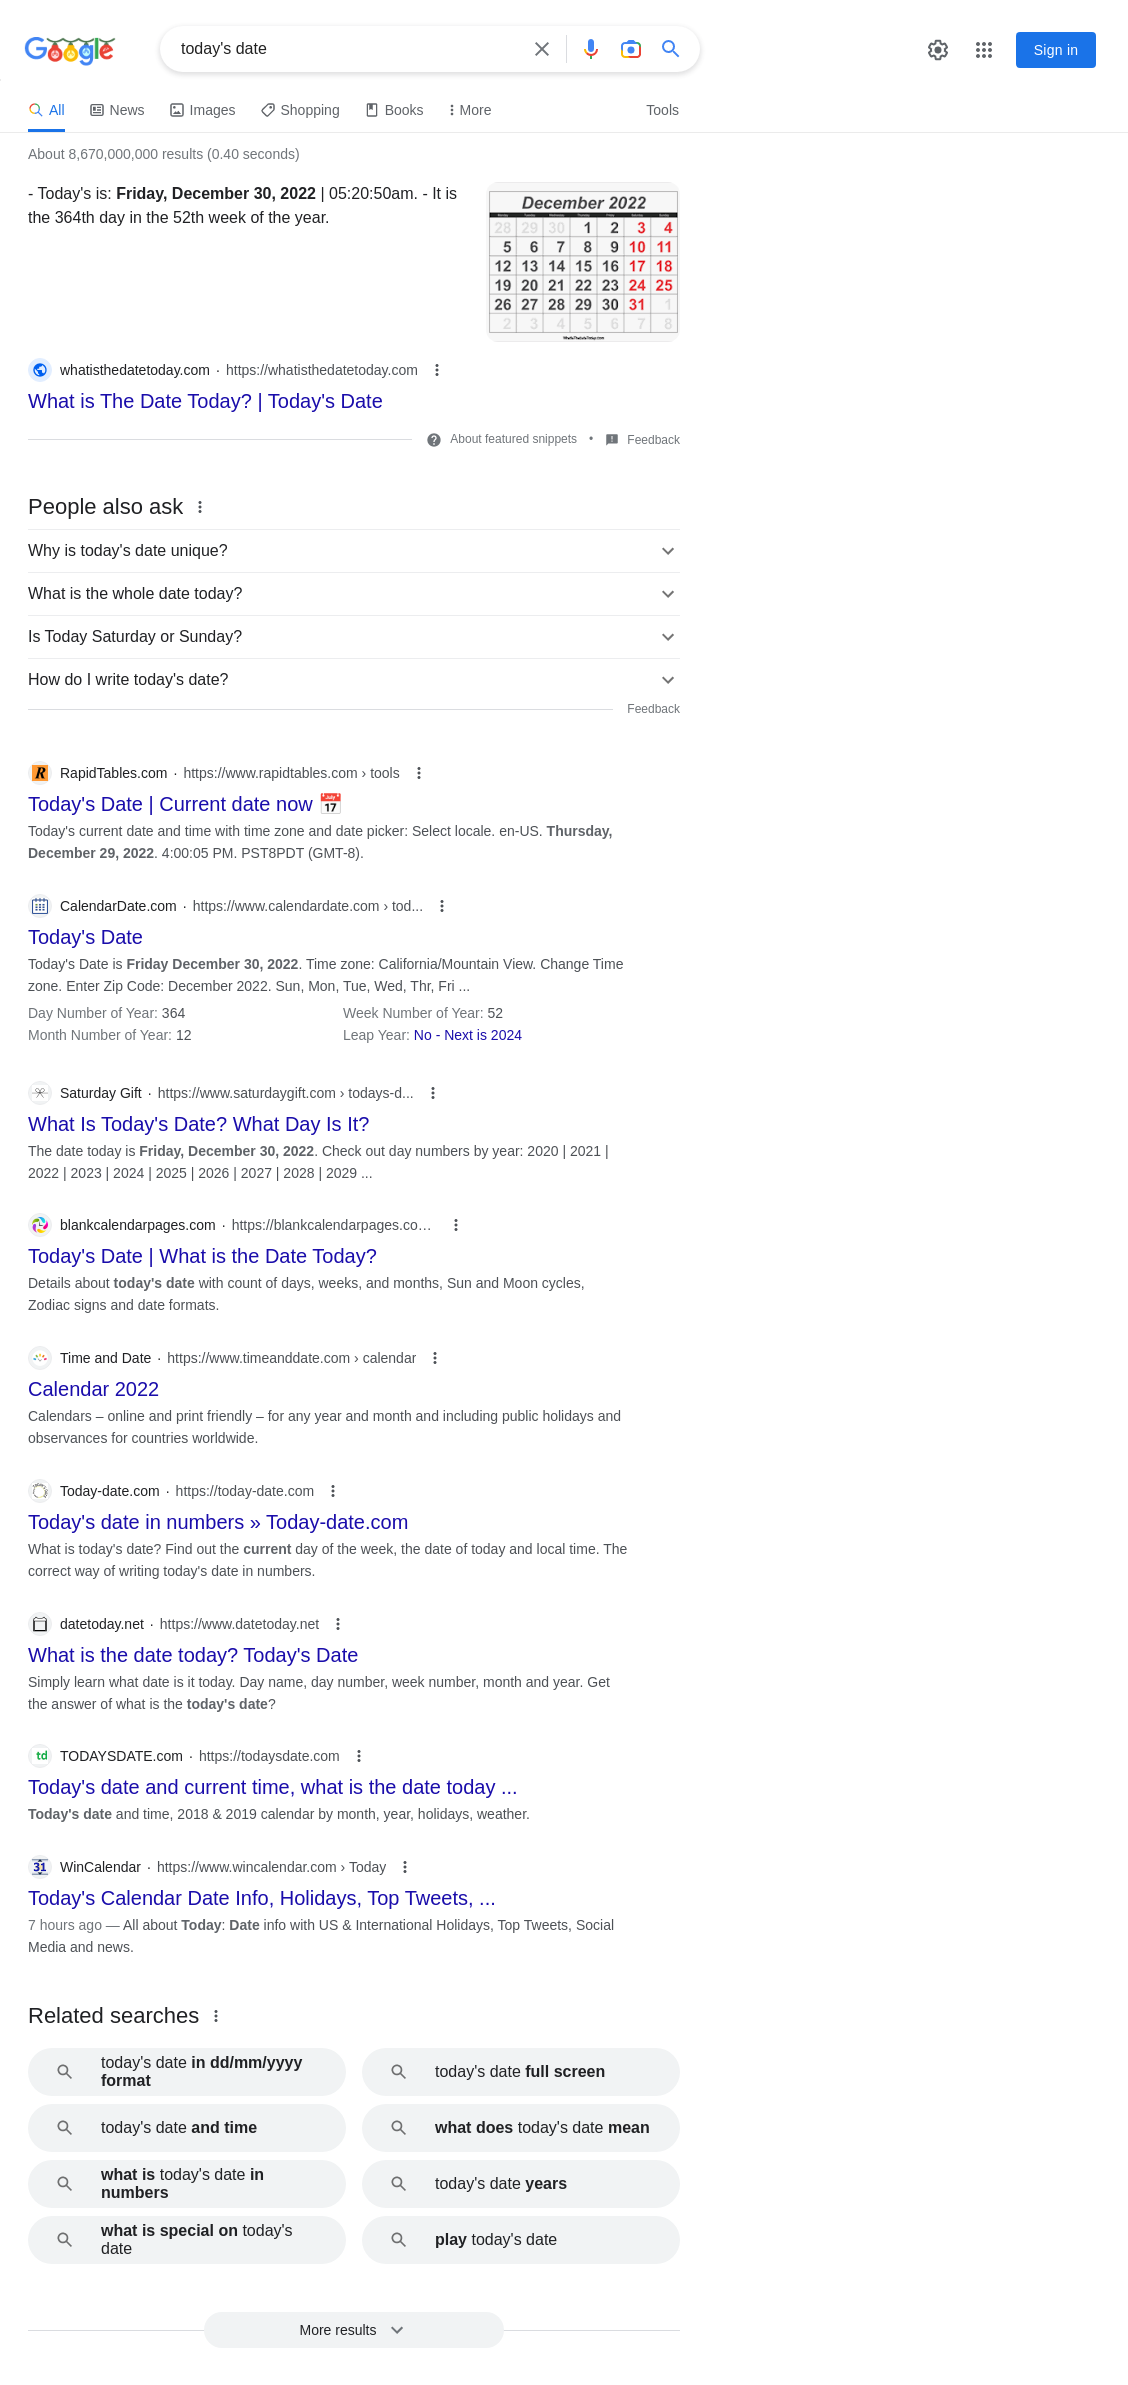 Google
today's date
Sign in
All
News
Images
Shopping
Books
More
Tools
About 8,670,000,000 results (0.40 seconds)
- Today's is: Friday, December 30, 2022 | 05:20:50am. - It is
the 364th day in the 52th week of the year.
December 2022
Monday Tuesday Wednesday Thursday Friday Saturday Sunday
28 29 30 1 2 3 4
5 6 7 8 9 10 11
12 13 14 15 16 17 18
19 20 21 22 23 24 25
26 27 28 29 30 31 1
2 3 4 5 6 7 8
whatisthedatetoday.com · https://whatisthedatetoday.com
What is The Date Today? | Today's Date
About featured snippets • Feedback
People also ask
Why is today's date unique?
What is the whole date today?
Is Today Saturday or Sunday?
How do I write today's date?
Feedback
RapidTables.com · https://www.rapidtables.com › tools
Today's Date | Current date now 📅
Today's current date and time with time zone and date picker: Select locale. en-US. Thursday,
December 29, 2022. 4:00:05 PM. PST8PDT (GMT-8).
CalendarDate.com · https://www.calendardate.com › tod...
Today's Date
Today's Date is Friday December 30, 2022. Time zone: California/Mountain View. Change Time
zone. Enter Zip Code: December 2022. Sun, Mon, Tue, Wed, Thr, Fri ...
Day Number of Year: 364 Week Number of Year: 52
Month Number of Year: 12 Leap Year: No - Next is 2024
Saturday Gift · https://www.saturdaygift.com › todays-d...
What Is Today's Date? What Day Is It?
The date today is Friday, December 30, 2022. Check out day numbers by year: 2020 | 2021 |
2022 | 2023 | 2024 | 2025 | 2026 | 2027 | 2028 | 2029 ...
blankcalendarpages.com · https://blankcalendarpages.co…
Today's Date | What is the Date Today?
Details about today's date with count of days, weeks, and months, Sun and Moon cycles,
Zodiac signs and date formats.
Time and Date · https://www.timeanddate.com › calendar
Calendar 2022
Calendars – online and print friendly – for any year and month and including public holidays and
observances for countries worldwide.
Today-date.com · https://today-date.com
Today's date in numbers » Today-date.com
What is today's date? Find out the current day of the week, the date of today and local time. The
correct way of writing today's date in numbers.
datetoday.net · https://www.datetoday.net
What is the date today? Today's Date
Simply learn what date is it today. Day name, day number, week number, month and year. Get
the answer of what is the today's date?
td
TODAYSDATE.com · https://todaysdate.com
Today's date and current time, what is the date today ...
Today's date and time, 2018 & 2019 calendar by month, year, holidays, weather.
31
WinCalendar · https://www.wincalendar.com › Today
Today's Calendar Date Info, Holidays, Top Tweets, ...
7 hours ago — All about Today: Date info with US & International Holidays, Top Tweets, Social
Media and news.
Related searches
today's date in dd/mm/yyyy
format
today's date full screen
today's date and time
what does today's date mean
what is today's date in
numbers
today's date years
what is special on today's
date
play today's date
More results